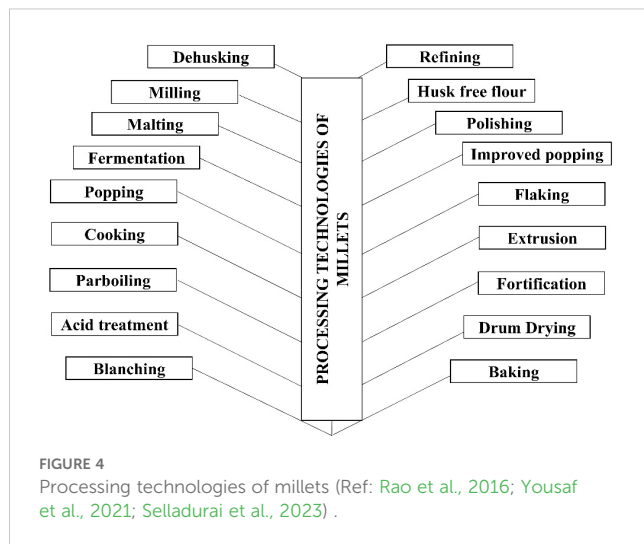 Dehusking
Milling
Malting
Fermentation
Popping
Cooking
Parboiling
Acid treatment
Blanching
PROCESSING TECHNOLOGIES OF
MILLETS
Refining
Husk free flour
Polishing
Improved popping
Flaking
Extrusion
Fortification
Drum Drying
Baking
FIGURE 4
Processing technologies of millets (Ref: Rao et al., 2016; Yousaf
et al., 2021; Selladurai et al., 2023) .